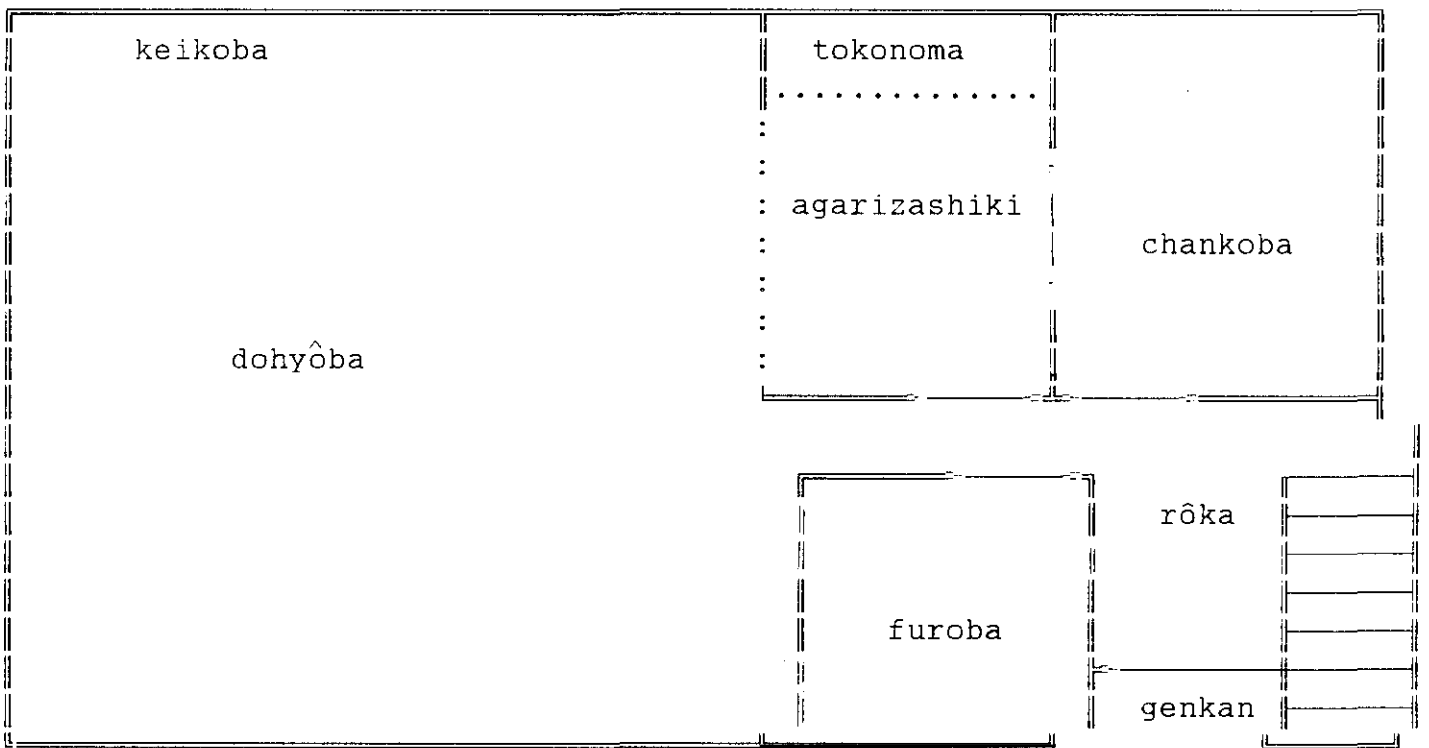 keikoba
tokonoma
agarizashiki
chankoba
dohyôba
rôka
furoba
genkan